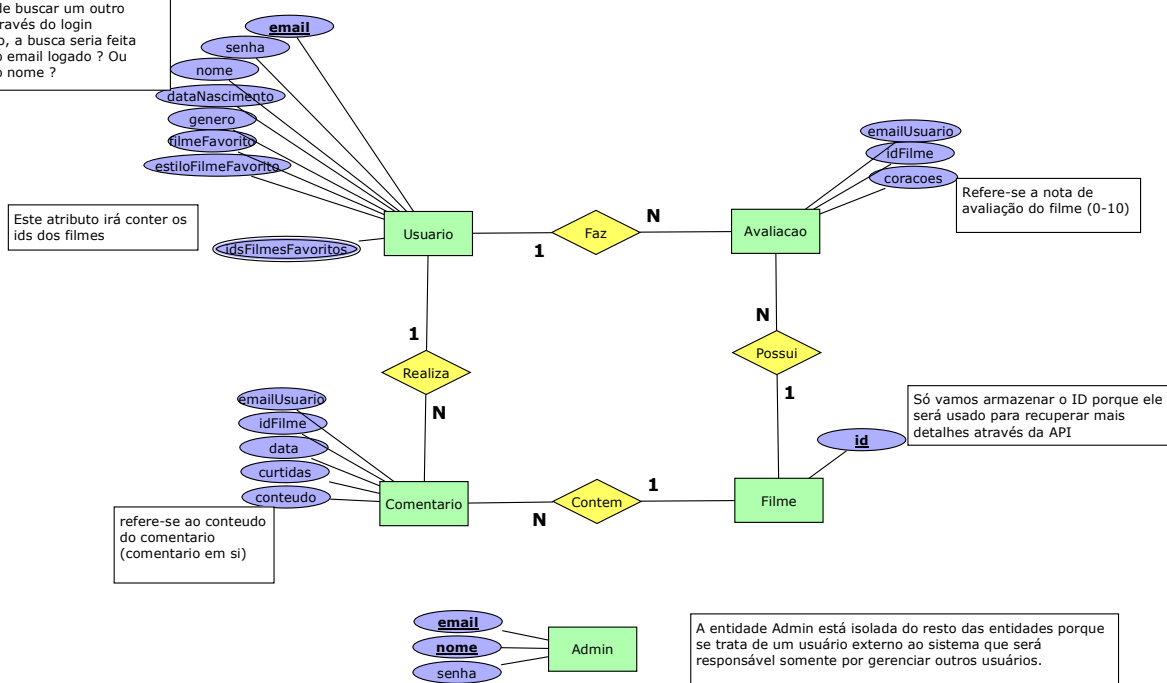 de buscar um outro
ravés do login
o, a busca seria feita
o email logado ? Ou
o nome ?
email
senha
nome
dataNascimento
genero
filmeFavorito
estiloFilmeFavorito
Este atributo irá conter os
ids dos filmes
idsFilmesFavoritos
Usuario
1
Faz
N
Avaliacao
emailUsuario
idFilme
coracoes
Refere-se a nota de
avaliação do filme (0-10)
1
Realiza
N
N
Possui
1
Só vamos armazenar o ID porque ele
será usado para recuperar mais
detalhes através da API
id
emailUsuario
idFilme
data
curtidas
conteudo
refere-se ao conteudo
do comentario
(comentario em si)
Comentario
N
Contem
1
Filme
email
nome
senha
Admin
A entidade Admin está isolada do resto das entidades porque
se trata de um usuário externo ao sistema que será
responsável somente por gerenciar outros usuários.